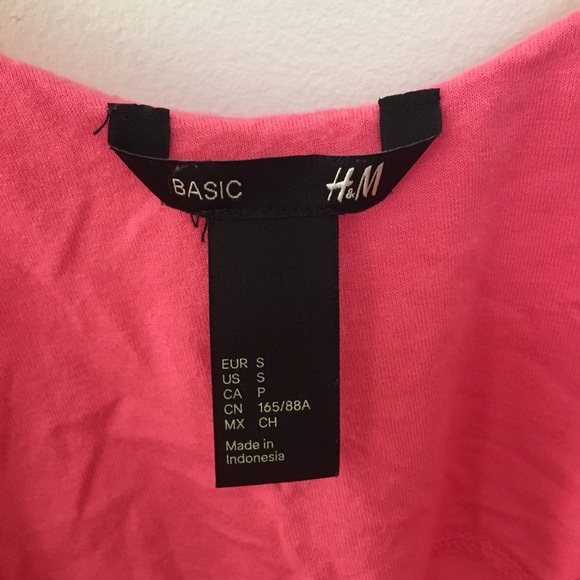 BASIC H&M
EUR S
US S
CA P
CN 165/88A
MX CH
Made in
Indonesia